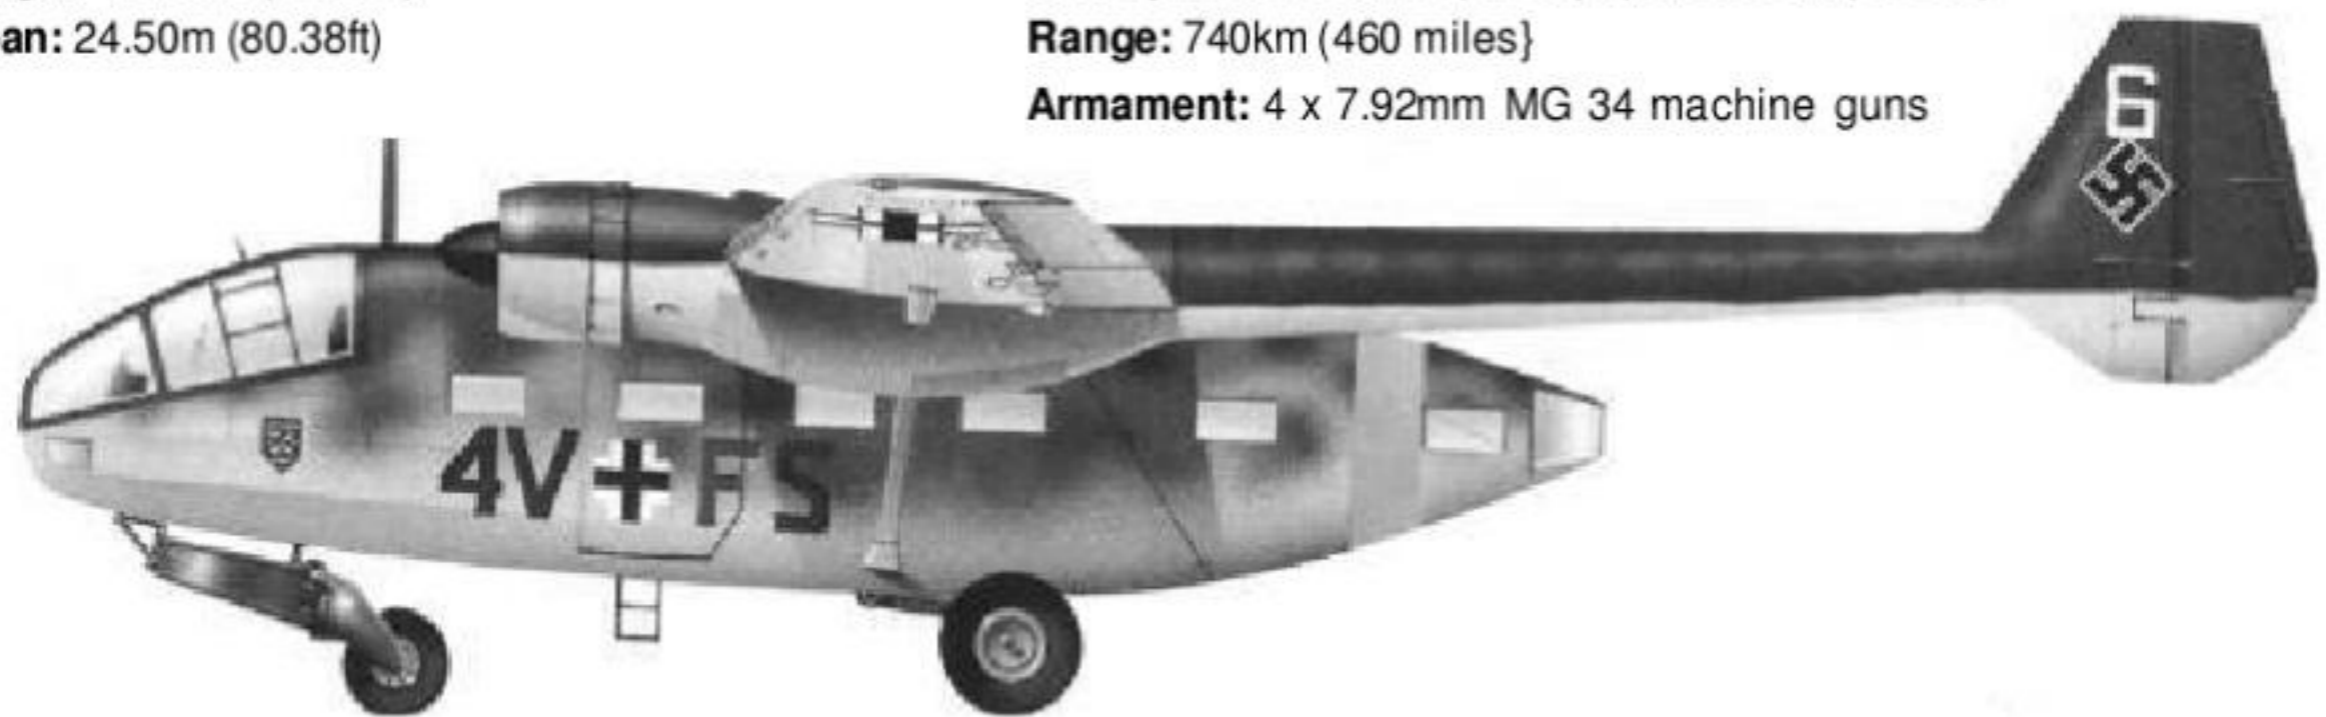 an: 24.50m (80.38ft)
Range: 740km (460 miles}
Armament: 4 x 7.92mm MG 34 machine guns
6
4V FS